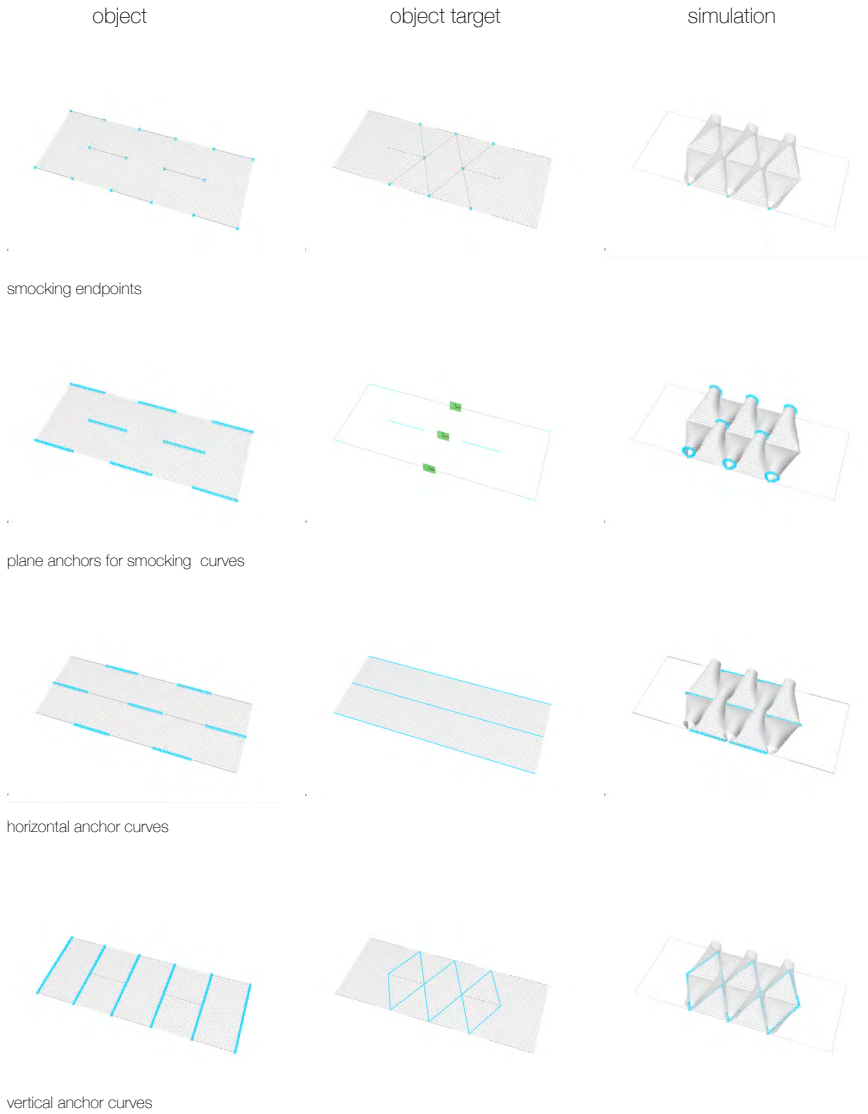 object object target simulation
smocking endpoints
plane anchors for smocking curves
horizontal anchor curves
vertical anchor curves